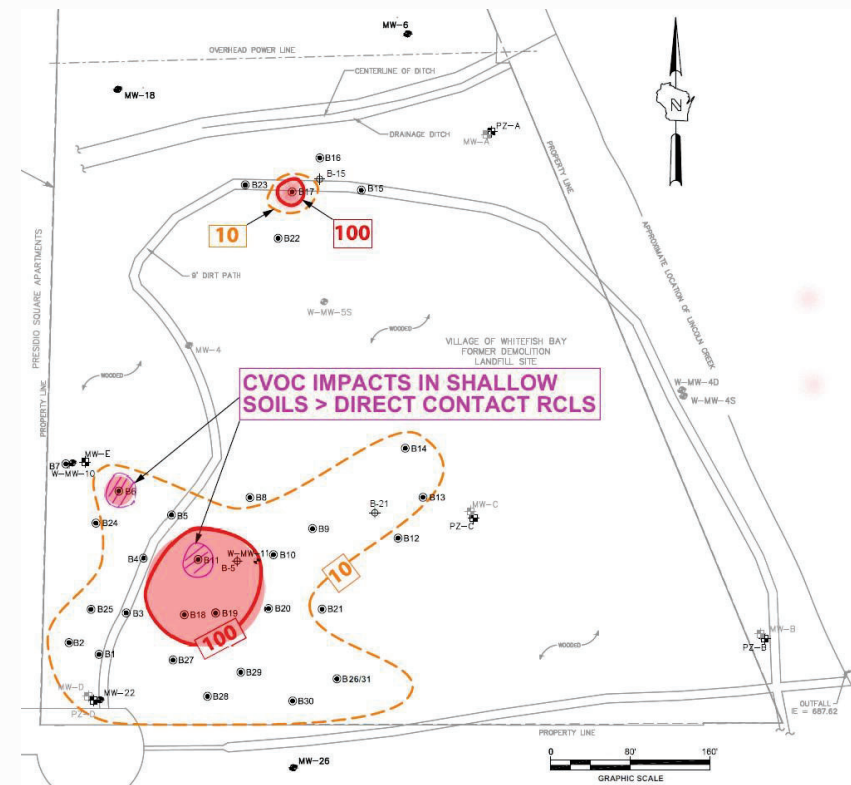 MW-6
OVERHEAD POWER LINE
CENTERLINE OF DITCH
MW-18
DRAINAGE DITCH
PZ-A
MW-A
N
B16
B-15
B23
B17
B15
10
100
B22
PROPERTY LINE
APPROXIMATE LOCATION OF LINCOLN CREEK
PRESIDIO SQUARE APARTMENTS
8' DIRT PATH
W-MW-5S
WOODED
MW-4
VILLAGE OF WHITEFISH BAY
FORMER DEMOLITION
LANDFILL SITE
WOODED
CVOC IMPACTS IN SHALLOW
SOILS > DIRECT CONTACT RCLS
W-MW-4D
W-MW-4S
PROPERTY LINE
B14
MW-E
B7
W-MW-10
B6
B8
B13
B24
B5
B-21
MW-C
PZ-C
B9
B12
B4
B11
W-MW-11
B-5
B10
10
B25
B3
B18
B19
B20
B21
100
MW-B
PZ-B
B2
B1
WOODED
B27
B29
B26/31
MW-D
MW-22
PZ-D
B28
B30
OUTFALL
IE = 687.62
PROPERTY LINE
MW-26
0 80' 160'
GRAPHIC SCALE